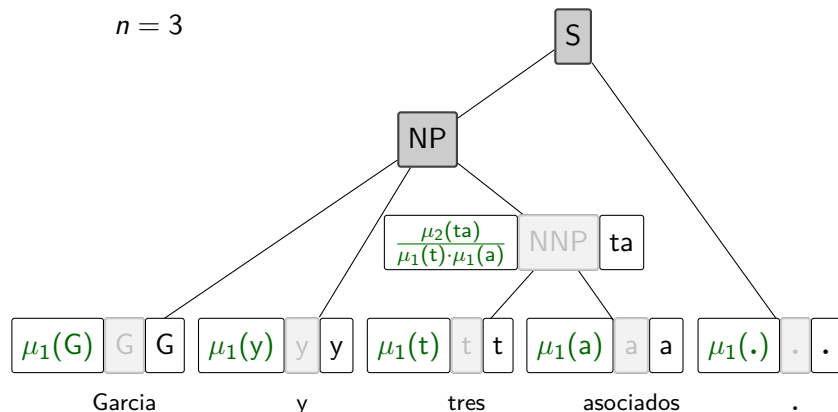 n = 3
S
NP
μ₂(ta)
μ₁(t)·μ₁(a)
NNP
ta
μ₁(G) G G
μ₁(y) y y
μ₁(t) t t
μ₁(a) a a
μ₁(.) . .
Garcia y tres asociados .